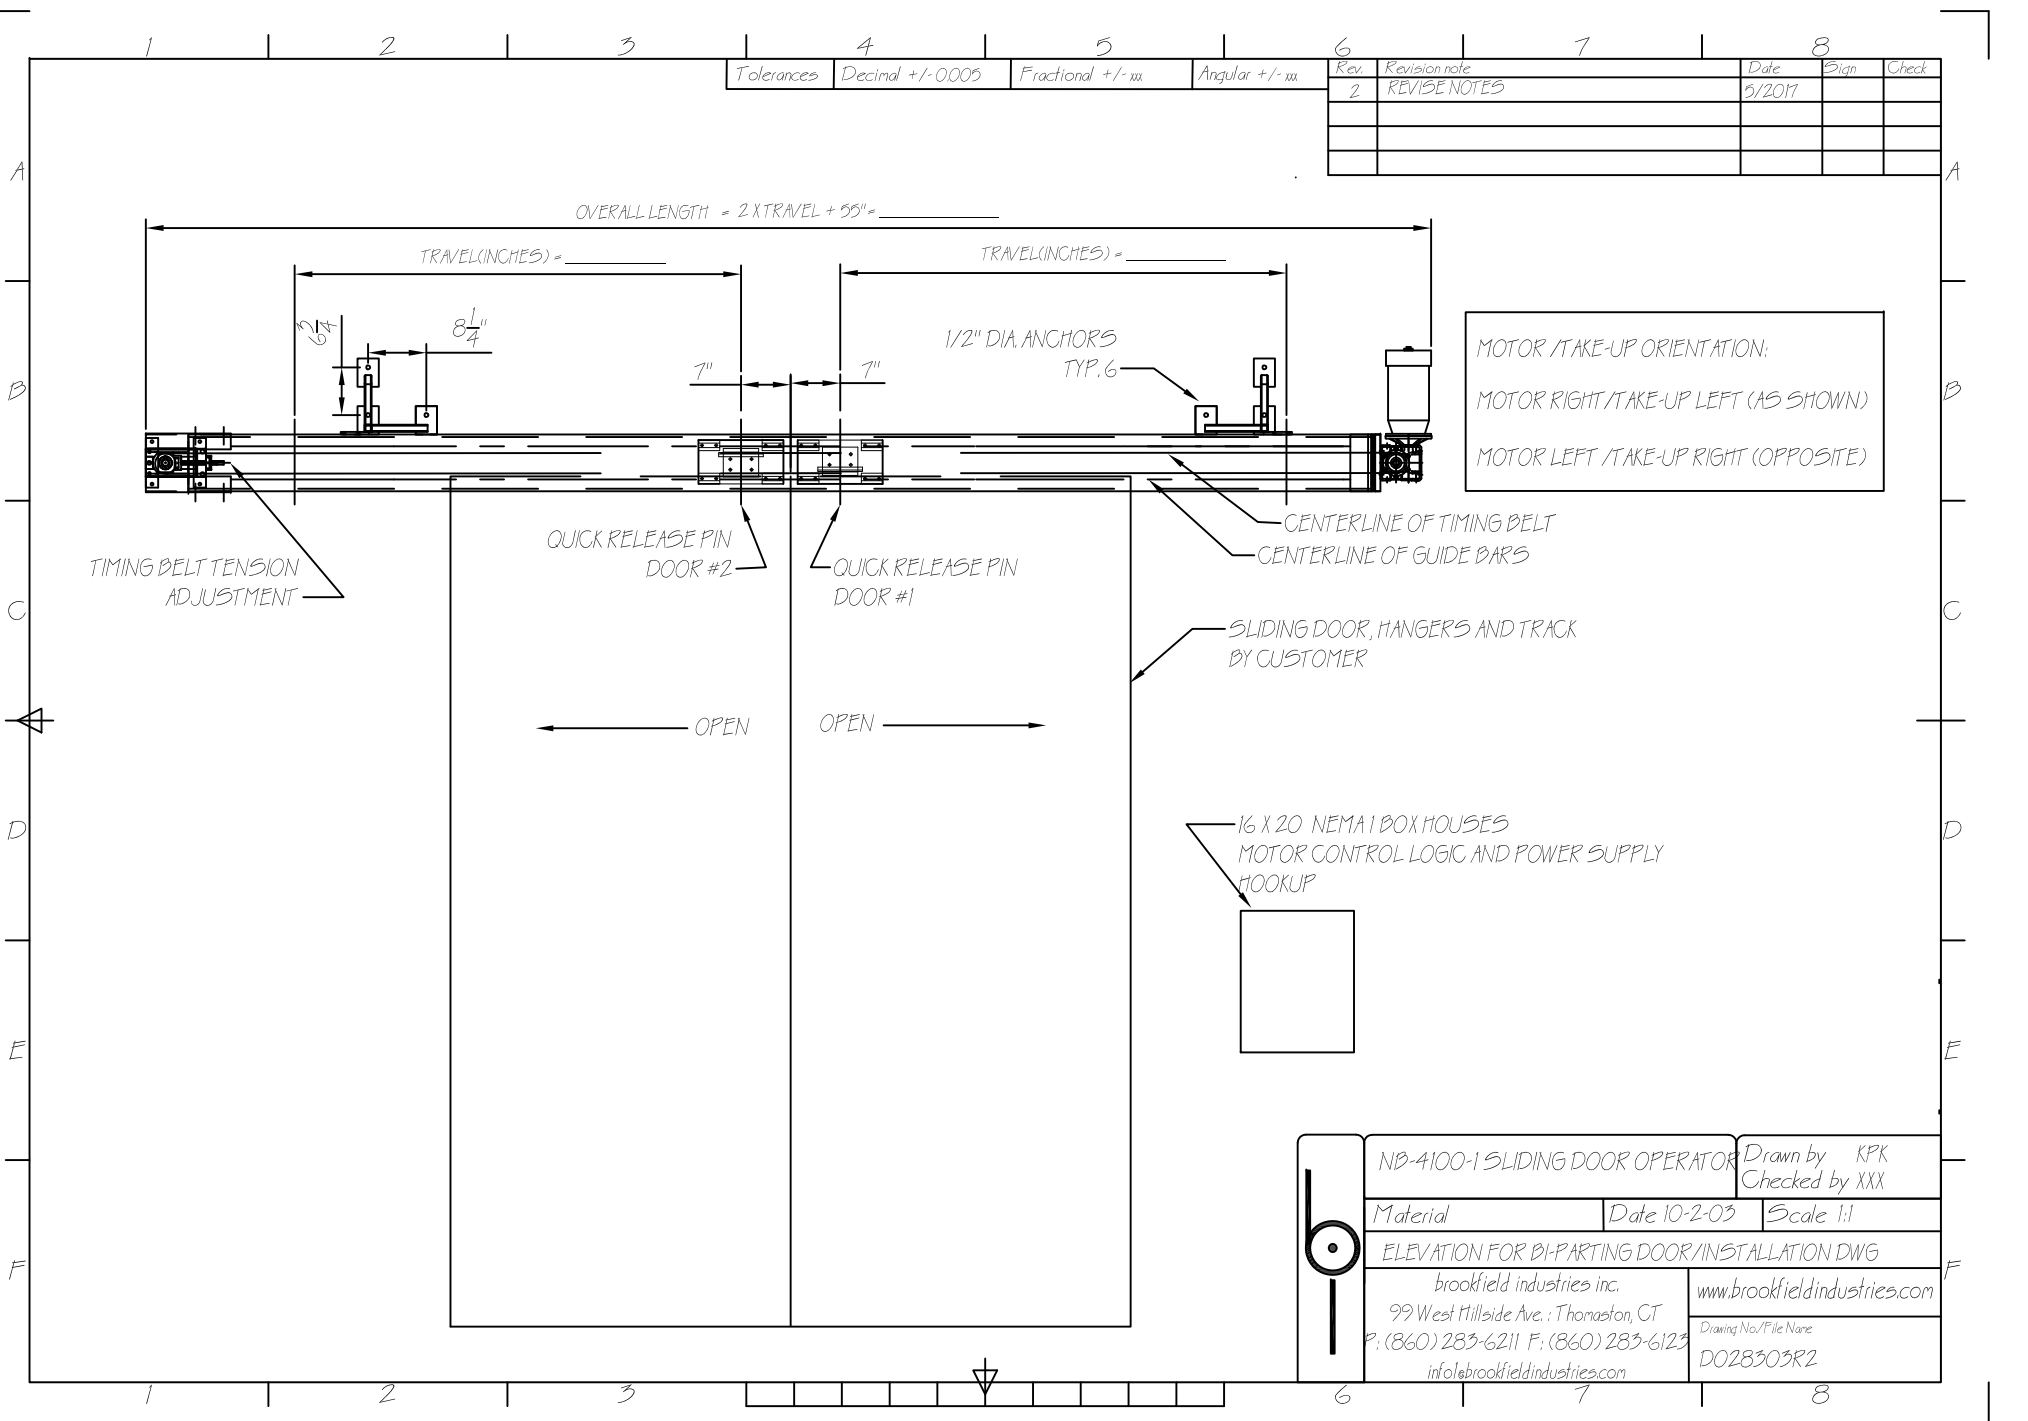 1 2 3 4 5 6 7 8
Tolerances Decimal +/- 0.005 Fractional +/- xxx Angular +/- xxx
Rev. Revision note Date Sign Check
2 REVISE NOTES 5/2017
A A
OVERALL LENGTH = 2 X TRAVEL + 55" =
TRAVEL(INCHES) =
TRAVEL(INCHES) =
6 3/4
8 1/4"
7"
7"
1/2" DIA. ANCHORS
TYP. 6
MOTOR /TAKE-UP ORIENTATION:
MOTOR RIGHT/TAKE-UP LEFT (AS SHOWN)
MOTOR LEFT /TAKE-UP RIGHT (OPPOSITE)
B B
CENTERLINE OF TIMING BELT
CENTERLINE OF GUIDE BARS
QUICK RELEASE PIN
DOOR #2
QUICK RELEASE PIN
DOOR #1
TIMING BELT TENSION
ADJUSTMENT
C C
SLIDING DOOR, HANGERS AND TRACK
BY CUSTOMER
OPEN OPEN
D D
16 X 20 NEMA 1 BOX HOUSES
MOTOR CONTROL LOGIC AND POWER SUPPLY
HOOKUP
E E
NB-4100-1 SLIDING DOOR OPERATOR
Drawn by KPK
Checked by XXX
Material Date 10-2-03 Scale 1:1
ELEVATION FOR BI-PARTING DOOR/INSTALLATION DWG
F F
brookfield industries inc.
99 West Hillside Ave. : Thomaston, CT
P: (860) 283-6211 F: (860) 283-6123
info1@brookfieldindustries.com
www.brookfieldindustries.com
Drawing No./File Name
D028303R2
1 2 3 6 7 8